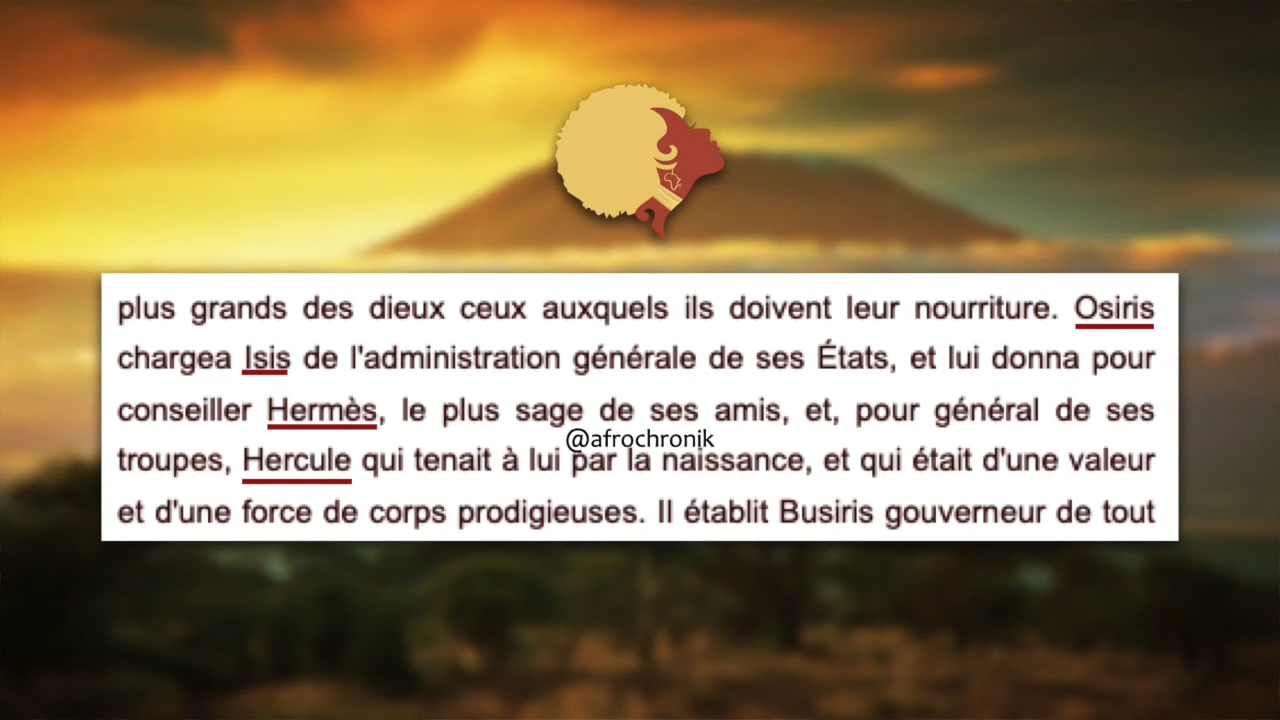 plus grands des dieux ceux auxquels ils doivent leur nourriture. Osiris
chargea Isis de l'administration générale de ses États, et lui donna pour
conseiller Hermès, le plus sage de ses amis, et, pour général de ses
@afrochronik
troupes, Hercule qui tenait à lui par la naissance, et qui était d'une valeur
et d'une force de corps prodigieuses. Il établit Busiris gouverneur de tout